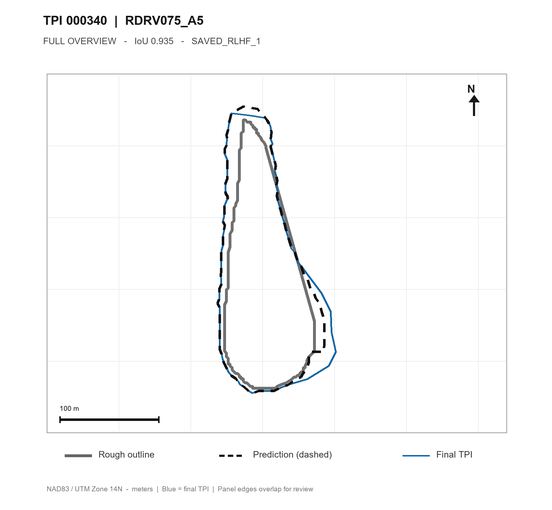 TPI 000340 | RDRV075_A5
FULL OVERVIEW - IoU 0.935 - SAVED_RLHF_1
N
100 m
Rough outline
Prediction (dashed)
Final TPI
NAD83 / UTM Zone 14N - meters | Blue = final TPI | Panel edges overlap for review